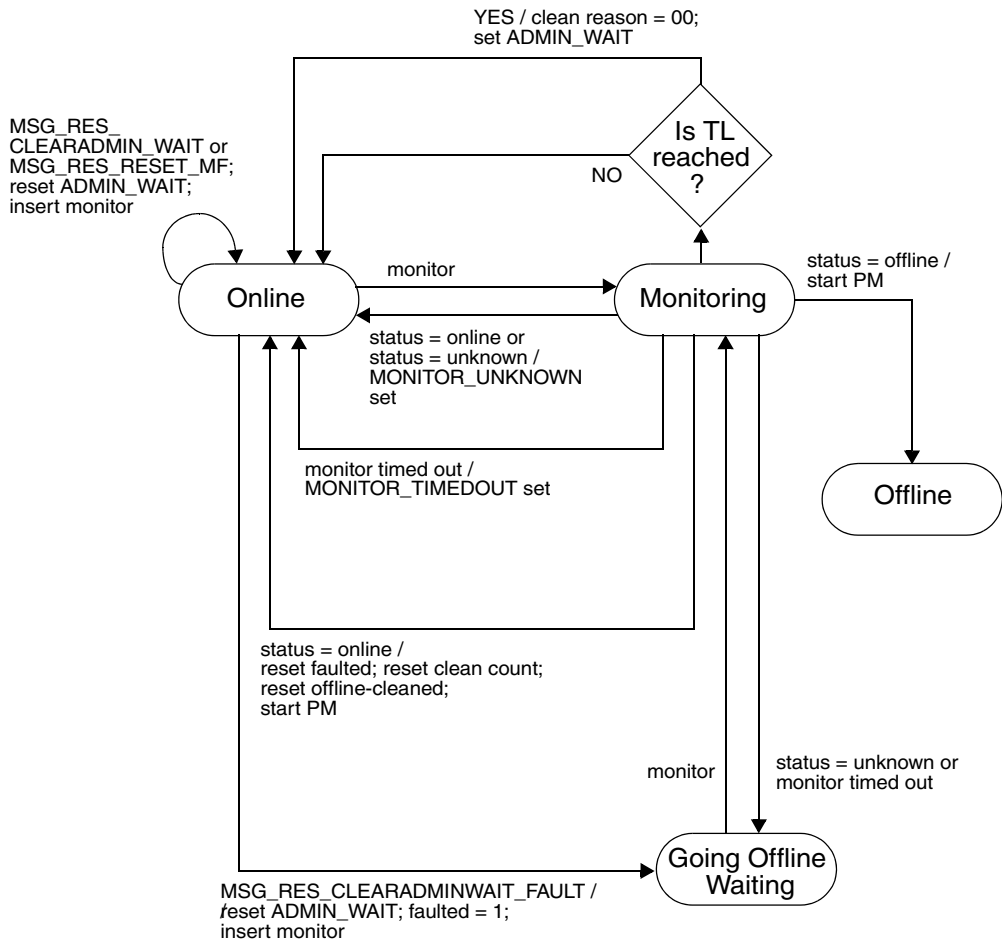 YES / clean reason = 00;
set ADMIN_WAIT
MSG_RES_
CLEARADMIN_WAIT or
MSG_RES_RESET_MF;
reset ADMIN_WAIT;
insert monitor
Is TL
reached
?
NO
Online
monitor
Monitoring
status = offline /
start PM
status = online or
status = unknown /
MONITOR_UNKNOWN
set
monitor timed out /
MONITOR_TIMEDOUT set
Offline
status = online /
reset faulted; reset clean count;
reset offline-cleaned;
start PM
monitor
status = unknown or
monitor timed out
Going Offline
Waiting
MSG_RES_CLEARADMINWAIT_FAULT /
reset ADMIN_WAIT; faulted = 1;
insert monitor